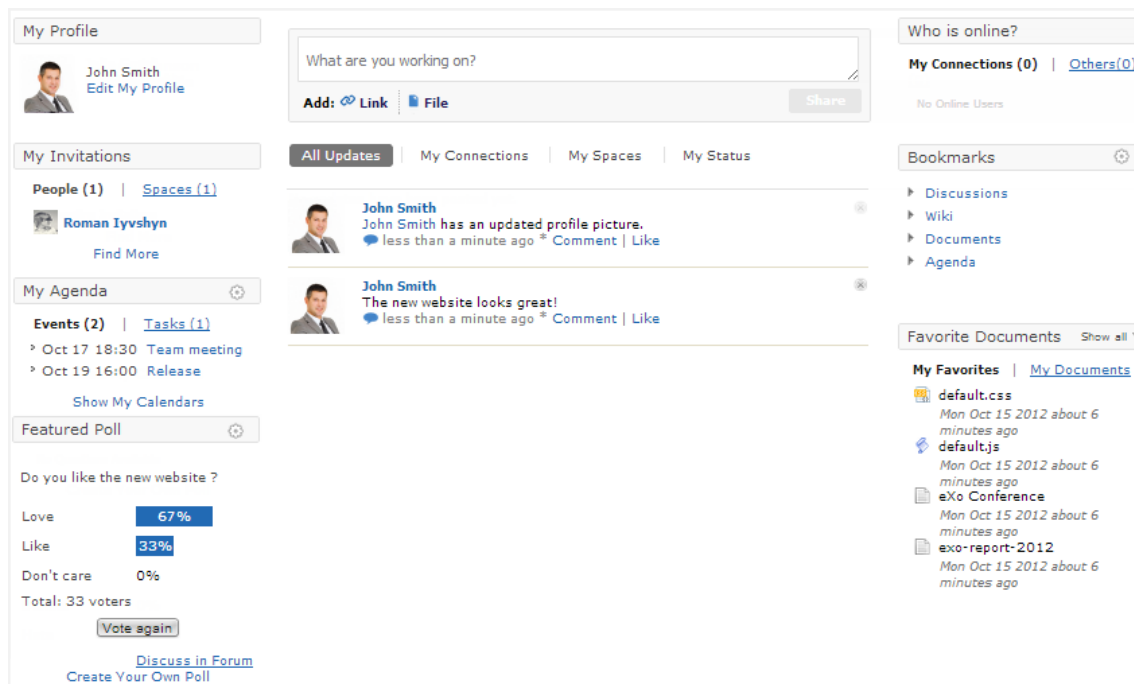 My Profile
John Smith
Edit My Profile
My Invitations
People (1) | Spaces (1)
Roman Iyvshyn
Find More
My Agenda
Events (2) | Tasks (1)
Oct 17 18:30 Team meeting
Oct 19 16:00 Release
Show My Calendars
Featured Poll
Do you like the new website ?
Love 67%
Like 33%
Don't care 0%
Total: 33 voters
Vote again
Discuss in Forum
Create Your Own Poll
What are you working on?
Add: Link File Share
All Updates | My Connections | My Spaces | My Status
John Smith
John Smith has an updated profile picture.
less than a minute ago * Comment | Like
John Smith
The new website looks great!
less than a minute ago * Comment | Like
Who is online?
My Connections (0) | Others(0)
No Online Users
Bookmarks
Discussions
Wiki
Documents
Agenda
Favorite Documents Show all
My Favorites | My Documents
default.css
Mon Oct 15 2012 about 6
minutes ago
default.js
Mon Oct 15 2012 about 6
minutes ago
eXo Conference
Mon Oct 15 2012 about 6
minutes ago
exo-report-2012
Mon Oct 15 2012 about 6
minutes ago